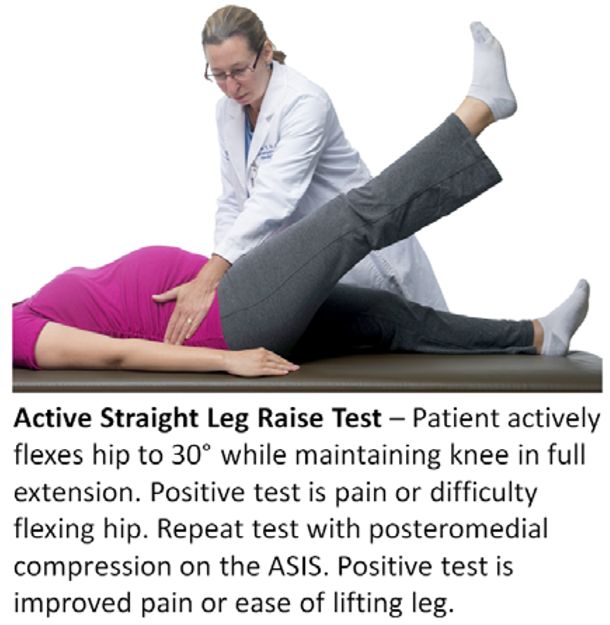 Active Straight Leg Raise Test – Patient actively
flexes hip to 30° while maintaining knee in full
extension. Positive test is pain or difficulty
flexing hip. Repeat test with posteromedial
compression on the ASIS. Positive test is
improved pain or ease of lifting leg.